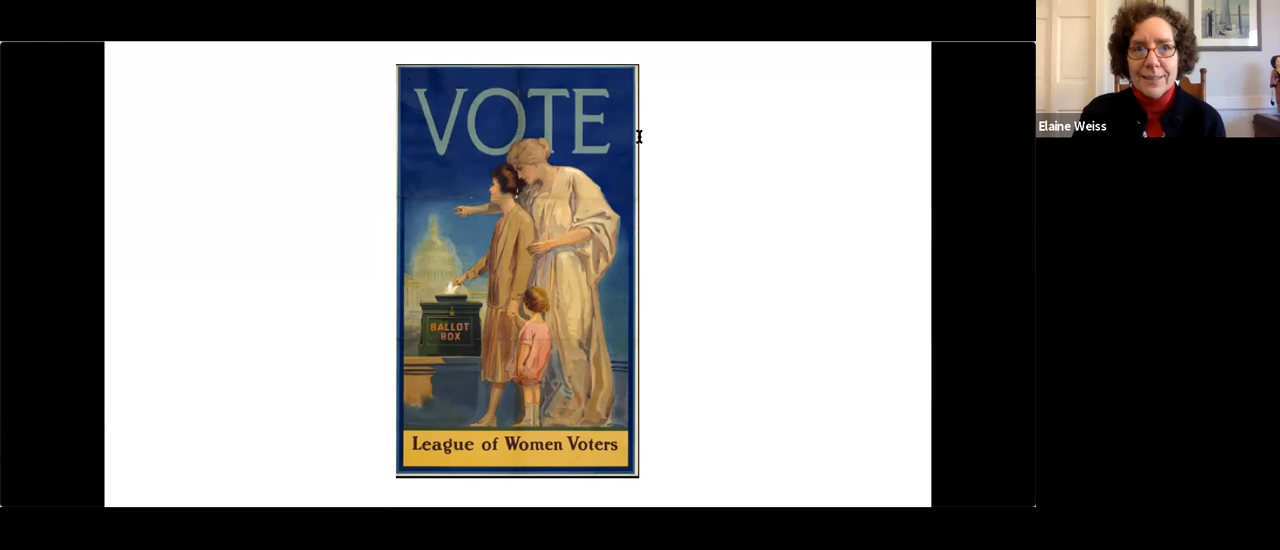 VOTE
BALLOT
BOX
League of Women Voters
Elaine Weiss